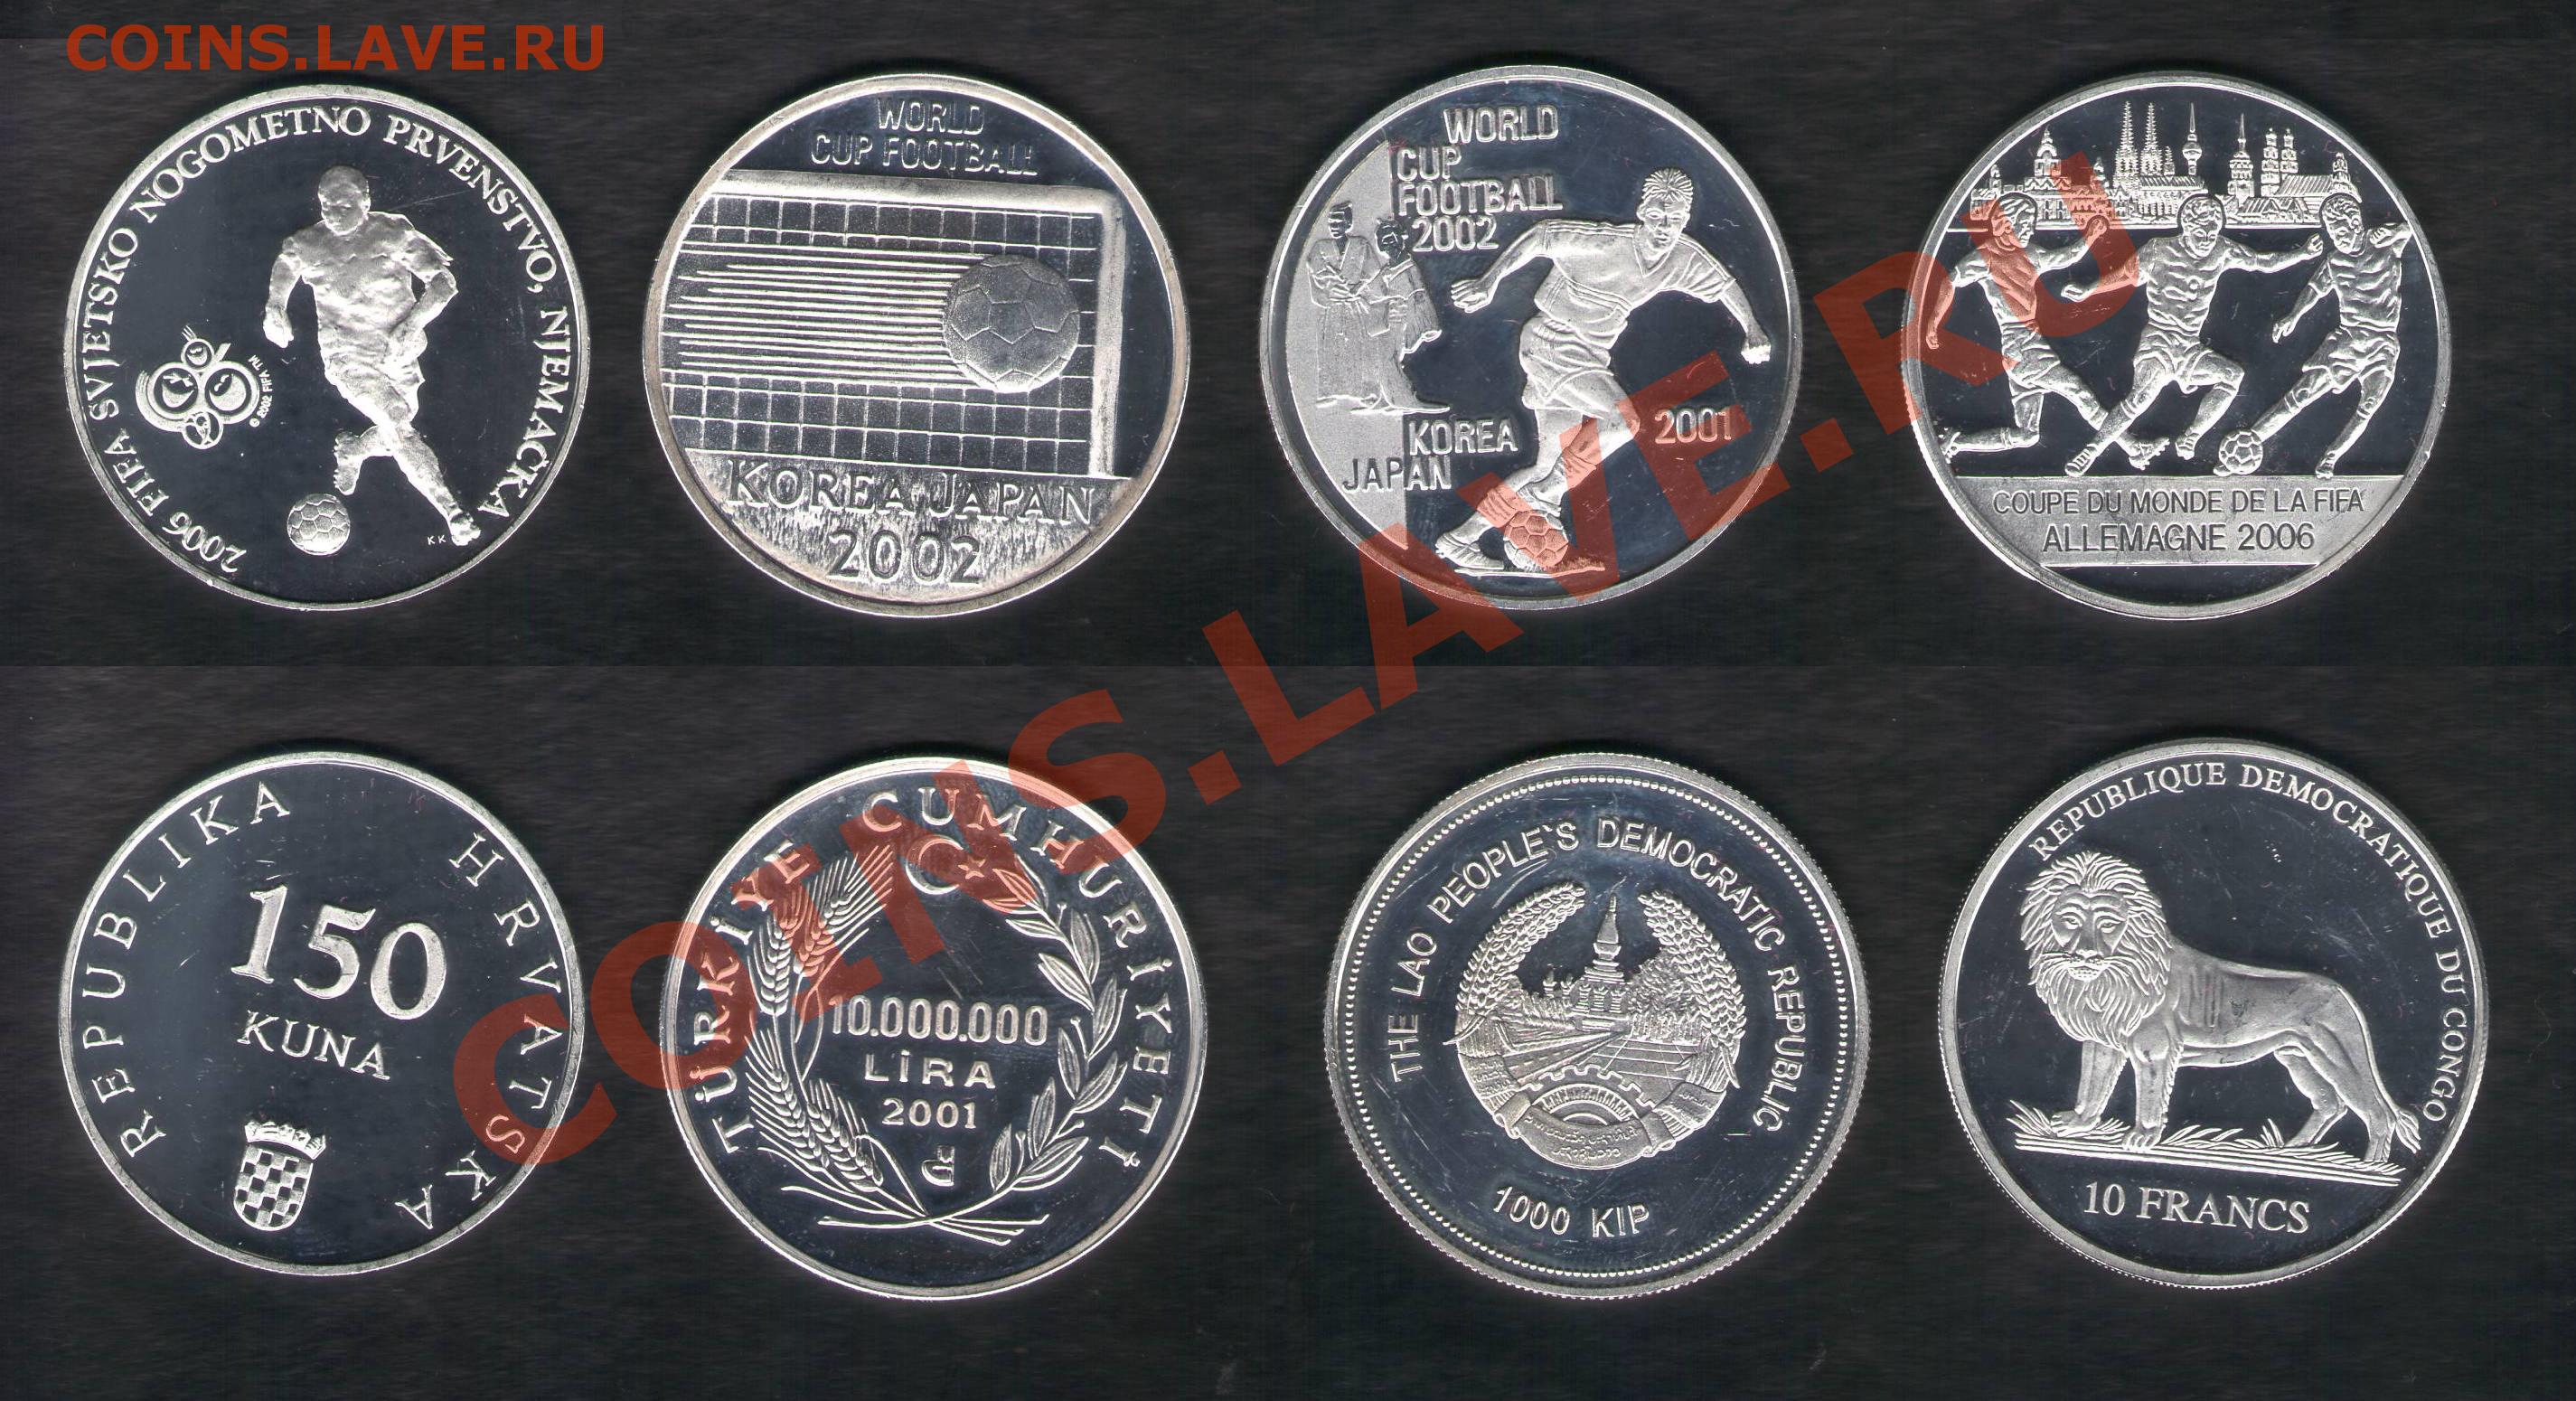 COINS.LAVE.RU
2006 FIFA SVJETSKO NOGOMETNO PRVENSTVO, NJEMAČKA
© 2002 FIFA TM
KK
WORLD
CUP FOOTBALL
KOREA JAPAN
2002
WORLD
CUP
FOOTBALL
2002
2001
KOREA
JAPAN
COUPE DU MONDE DE LA FIFA
ALLEMAGNE 2006
COINS.LAVE.RU
REPUBLIKA HRVATSKA
150
KUNA
TÜRKİYE CUMHURİYETİ
10.000.000
LİRA
2001
THE LAO PEOPLE'S DEMOCRATIC REPUBLIC
1000 KIP
REPUBLIQUE DEMOCRATIQUE DU CONGO
10 FRANCS